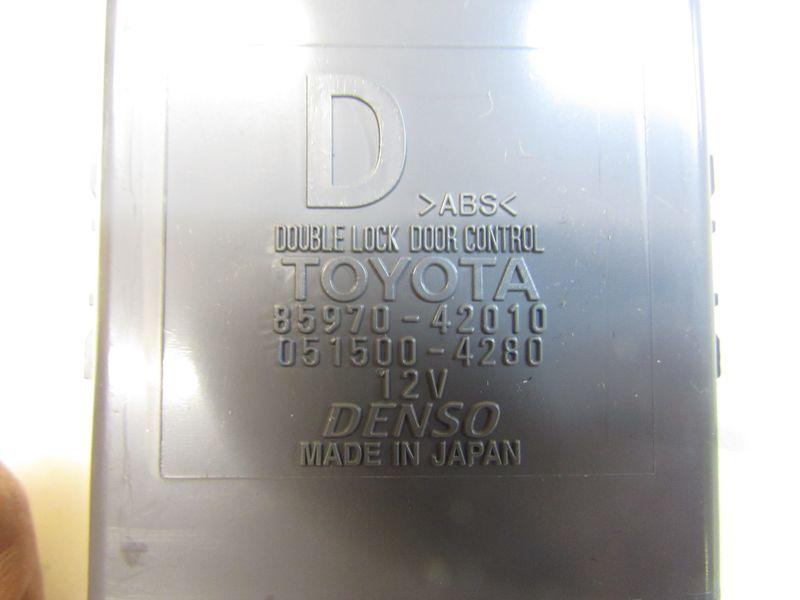 D
>ABS<
DOUBLE LOCK DOOR CONTROL
TOYOTA
85970-42010
051500-4280
12V
DENSO
MADE IN JAPAN